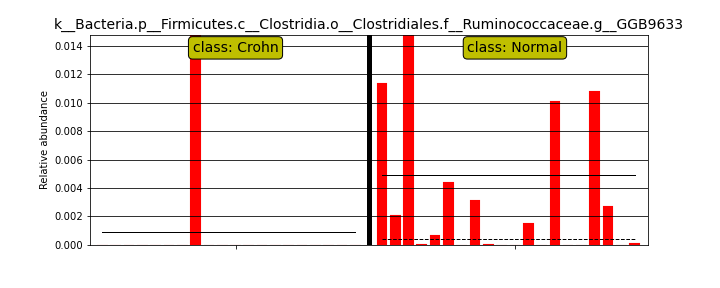 k__Bacteria.p__Firmicutes.c__Clostridia.o__Clostridiales.f__Ruminococcaceae.g__GGB9633
class: Crohn
class: Normal
Relative abundance
0.014
0.012
0.010
0.008
0.006
0.004
0.002
0.000